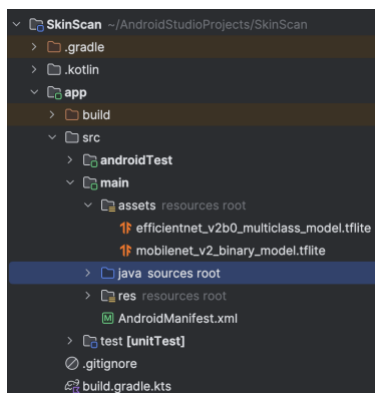 SkinScan ~/AndroidStudioProjects/SkinScan
.gradle
.kotlin
app
build
src
androidTest
main
assets resources root
efficientnet_v2b0_multiclass_model.tflite
mobilenet_v2_binary_model.tflite
java sources root
res resources root
M AndroidManifest.xml
test [unitTest]
.gitignore
build.gradle.kts